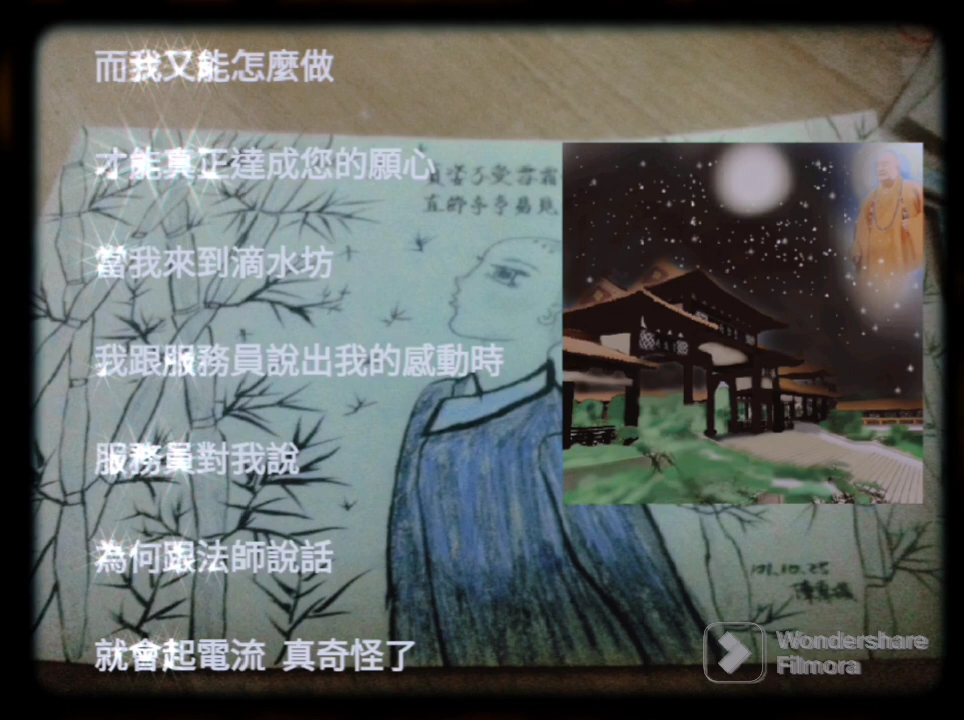 而我又能怎麼做
才能真正達成您的願心
當我來到滴水坊
我跟服務員說出我的感動時
服務員對我說
為何跟法師說話
就會起電流 真奇怪了
101.10.25
Wondershare
Filmora